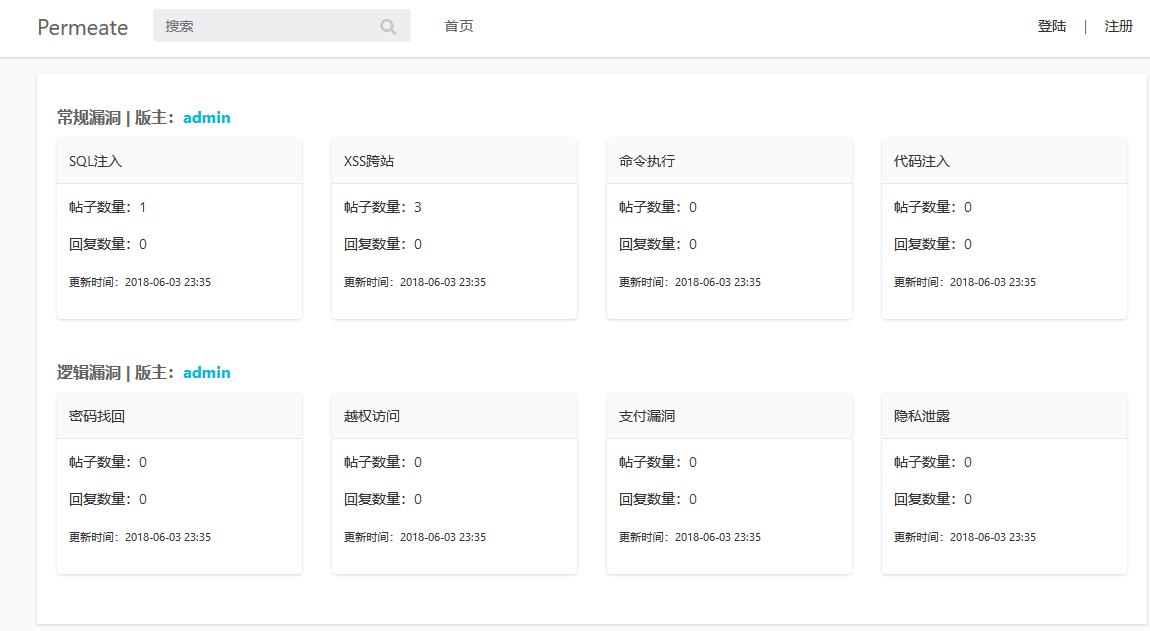 Permeate 搜索 首页 登陆 | 注册
常规漏洞 | 版主：admin
SQL注入 XSS跨站 命令执行 代码注入
帖子数量：1 帖子数量：3 帖子数量：0 帖子数量：0
回复数量：0 回复数量：0 回复数量：0 回复数量：0
更新时间：2018-06-03 23:35 更新时间：2018-06-03 23:35 更新时间：2018-06-03 23:35 更新时间：2018-06-03 23:35
逻辑漏洞 | 版主：admin
密码找回 越权访问 支付漏洞 隐私泄露
帖子数量：0 帖子数量：0 帖子数量：0 帖子数量：0
回复数量：0 回复数量：0 回复数量：0 回复数量：0
更新时间：2018-06-03 23:35 更新时间：2018-06-03 23:35 更新时间：2018-06-03 23:35 更新时间：2018-06-03 23:35